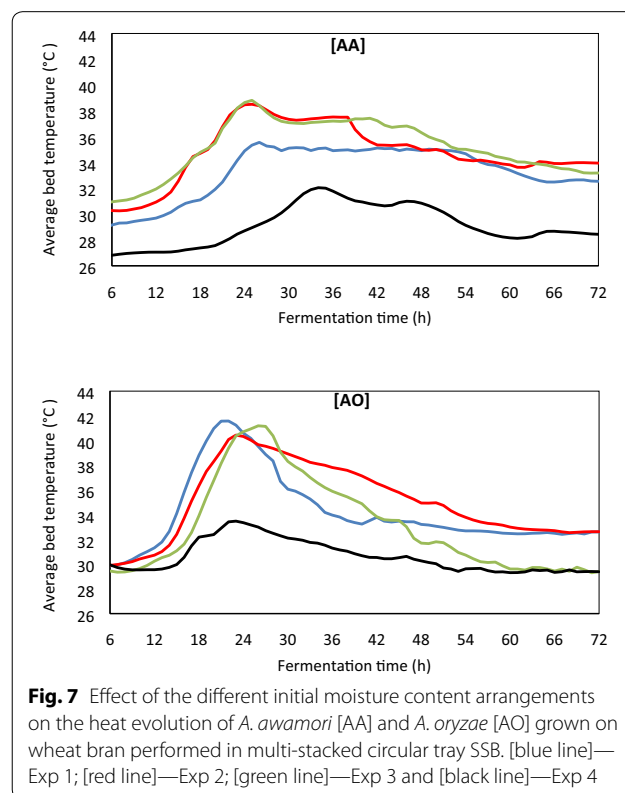 [AA]
Average bed temperature (°C)
44
42
40
38
36
34
32
30
28
26
6 12 18 24 30 36 42 48 54 60 66 72
Fermentation time (h)
[AO]
Average bed temperature (°C )
44
42
40
38
36
34
32
30
28
26
6 12 18 24 30 36 42 48 54 60 66 72
Fermentation time (h)
Fig. 7 Effect of the different initial moisture content arrangements
on the heat evolution of A. awamori [AA] and A. oryzae [AO] grown on
wheat bran performed in multi-stacked circular tray SSB. [blue line]—
Exp 1; [red line]—Exp 2; [green line]—Exp 3 and [black line]—Exp 4